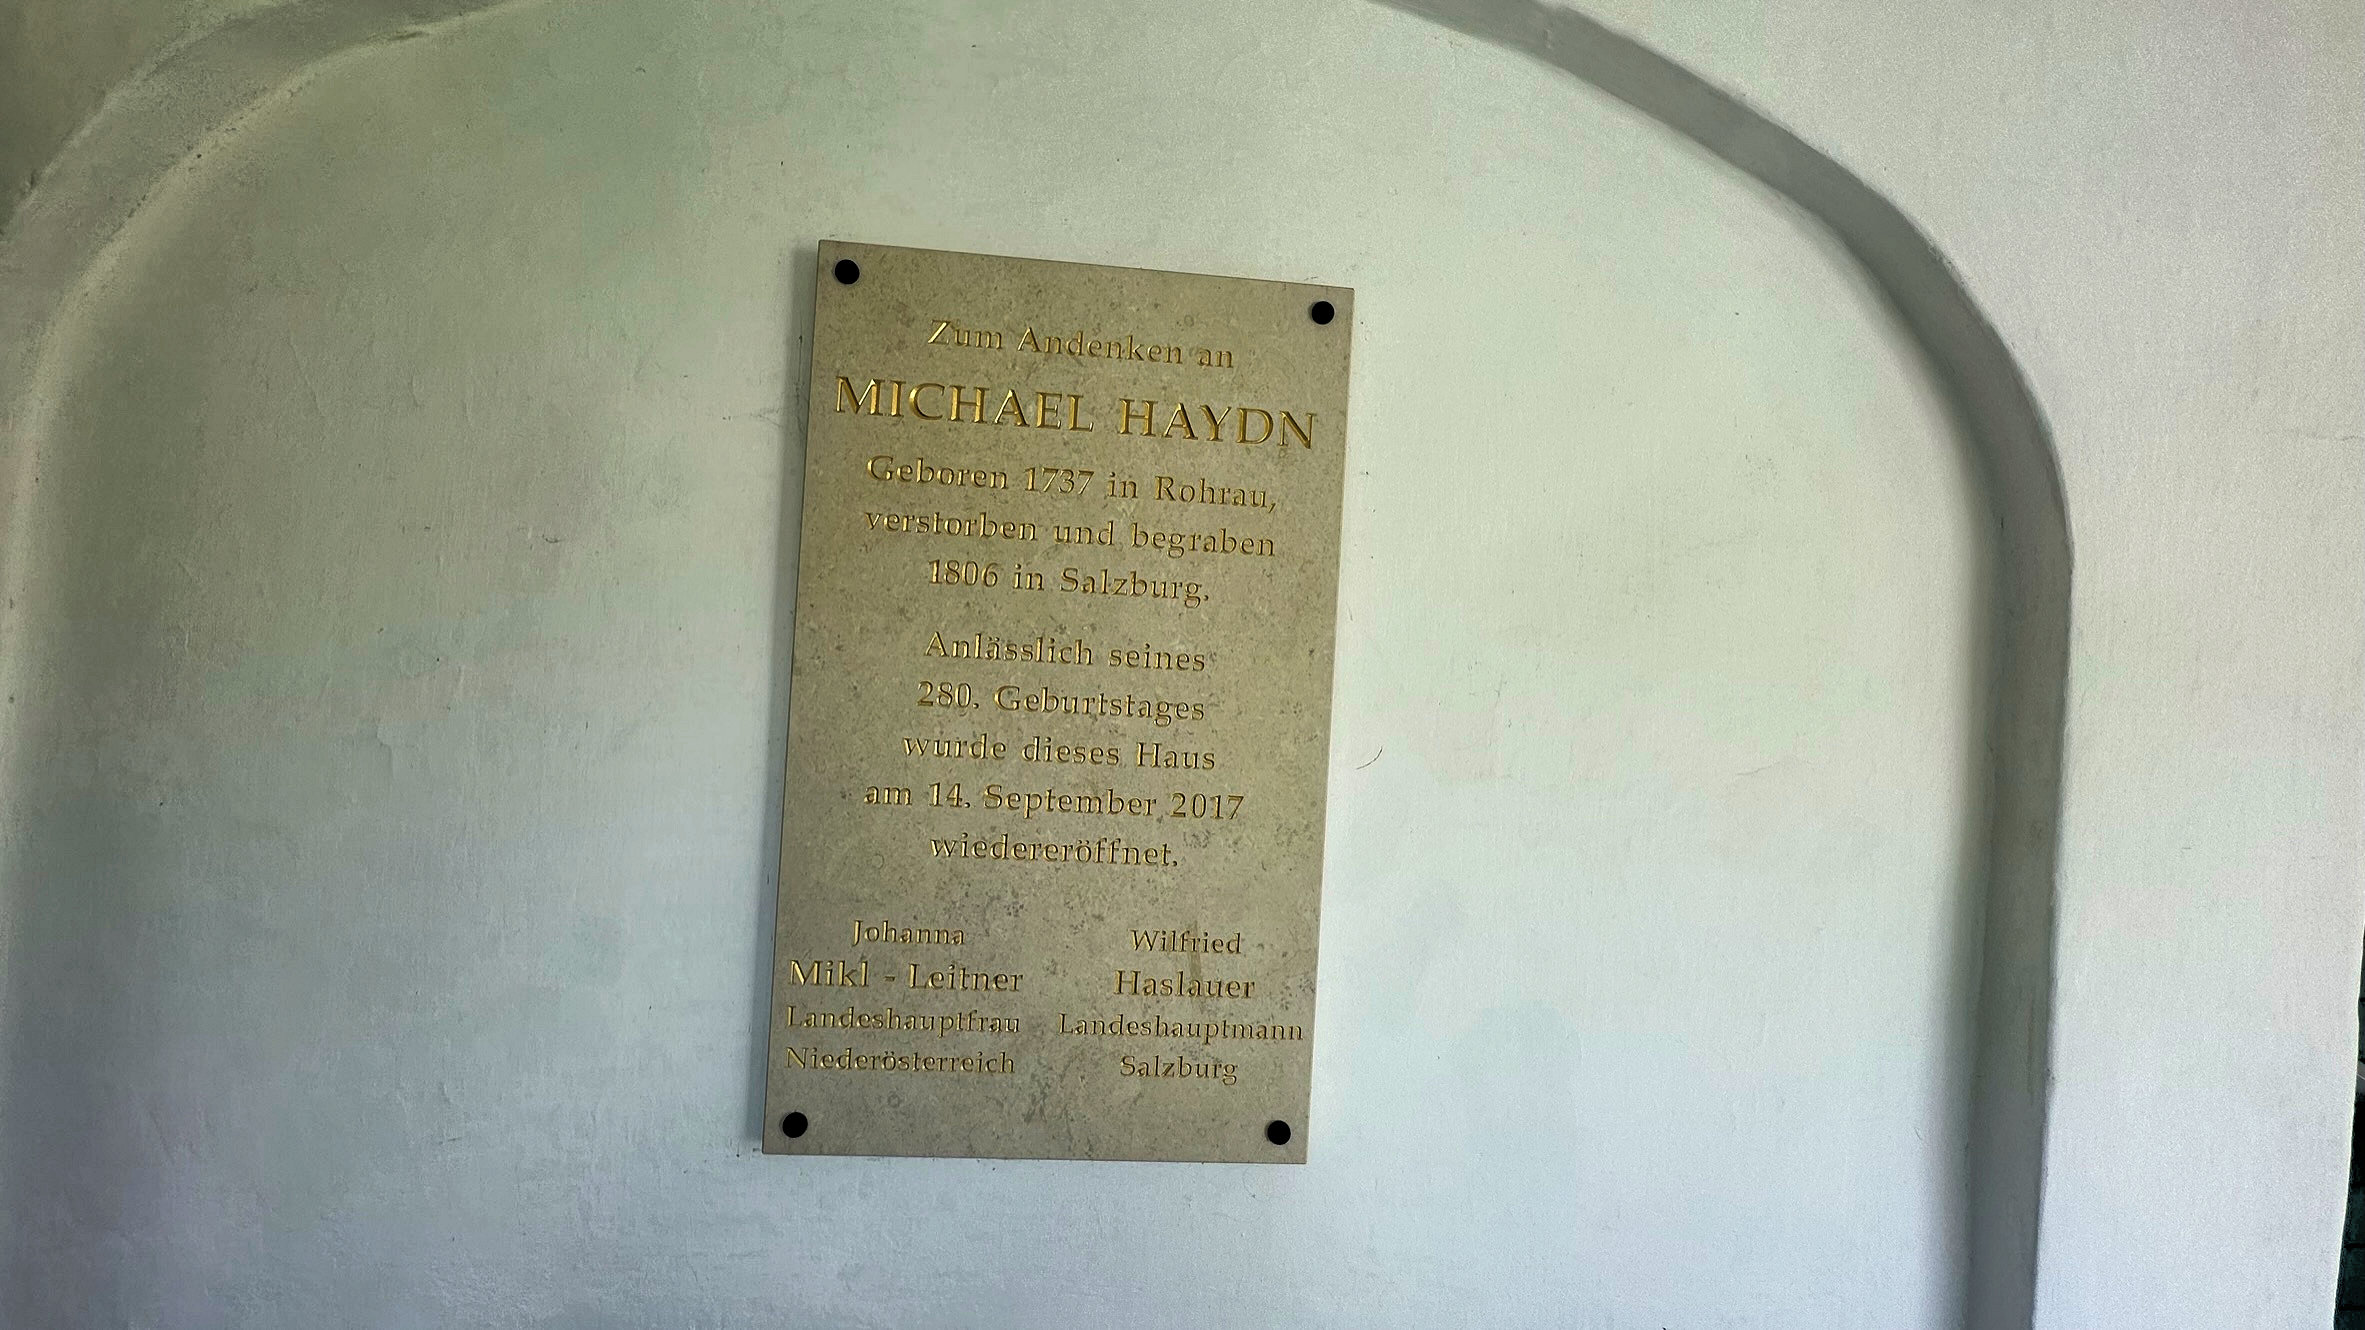 Zum Andenken an
MICHAEL HAYDN
Geboren 1737 in Rohrau,
verstorben und begraben
1806 in Salzburg.
Anlässlich seines
280. Geburtstages
wurde dieses Haus
am 14. September 2017
wiedereröffnet.
Johanna
Mikl - Leitner
Landeshauptfrau
Niederösterreich
Wilfried
Haslauer
Landeshauptmann
Salzburg